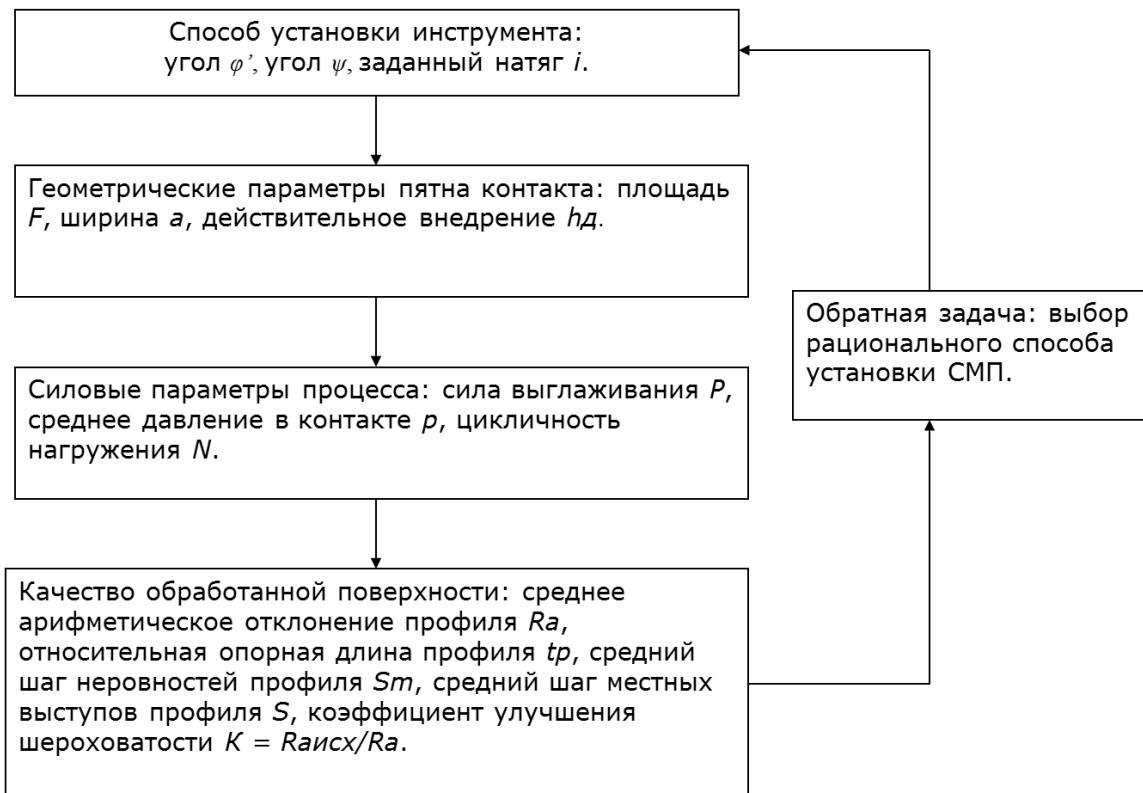 Способ установки инструмента:
угол φ’, угол ψ, заданный натяг i.
Геометрические параметры пятна контакта: площадь
F, ширина a, действительное внедрение hд.
Силовые параметры процесса: сила выглаживания P,
среднее давление в контакте p, цикличность
нагружения N.
Качество обработанной поверхности: среднее
арифметическое отклонение профиля Ra,
относительная опорная длина профиля tp, средний
шаг неровностей профиля Sm, средний шаг местных
выступов профиля S, коэффициент улучшения
шероховатости К = Raисх/Ra.
Обратная задача: выбор
рационального способа
установки СМП.